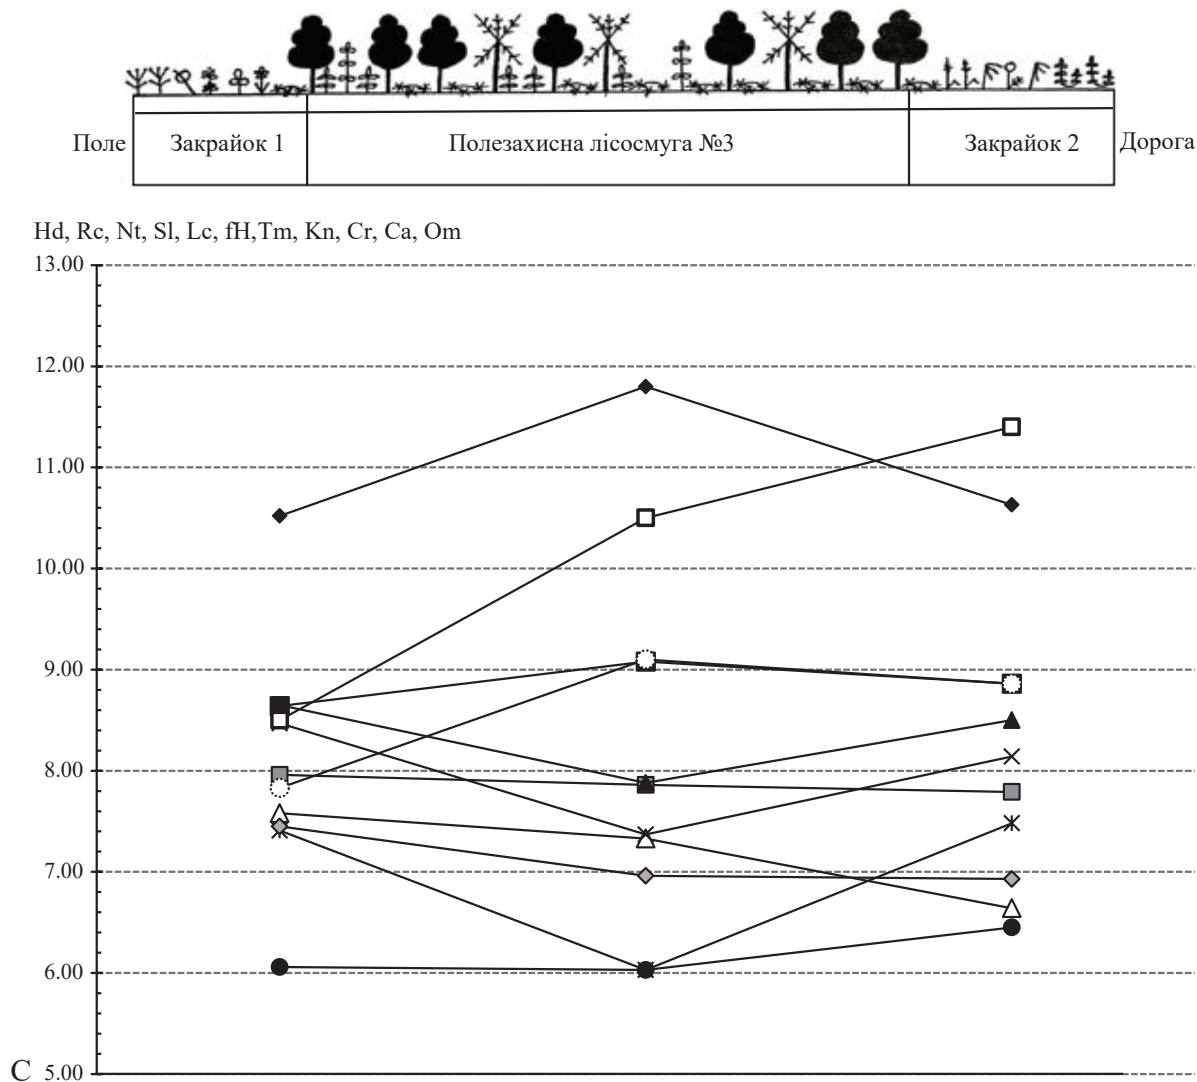 Поле Закрайок 1 Полезахисна лісосмуга №3 Закрайок 2 Дорога
Hd, Rc, Nt, Sl, Lc, fH,Tm, Kn, Cr, Ca, Om
13.00
12.00
11.00
10.00
9.00
8.00
7.00
6.00
С 5.00